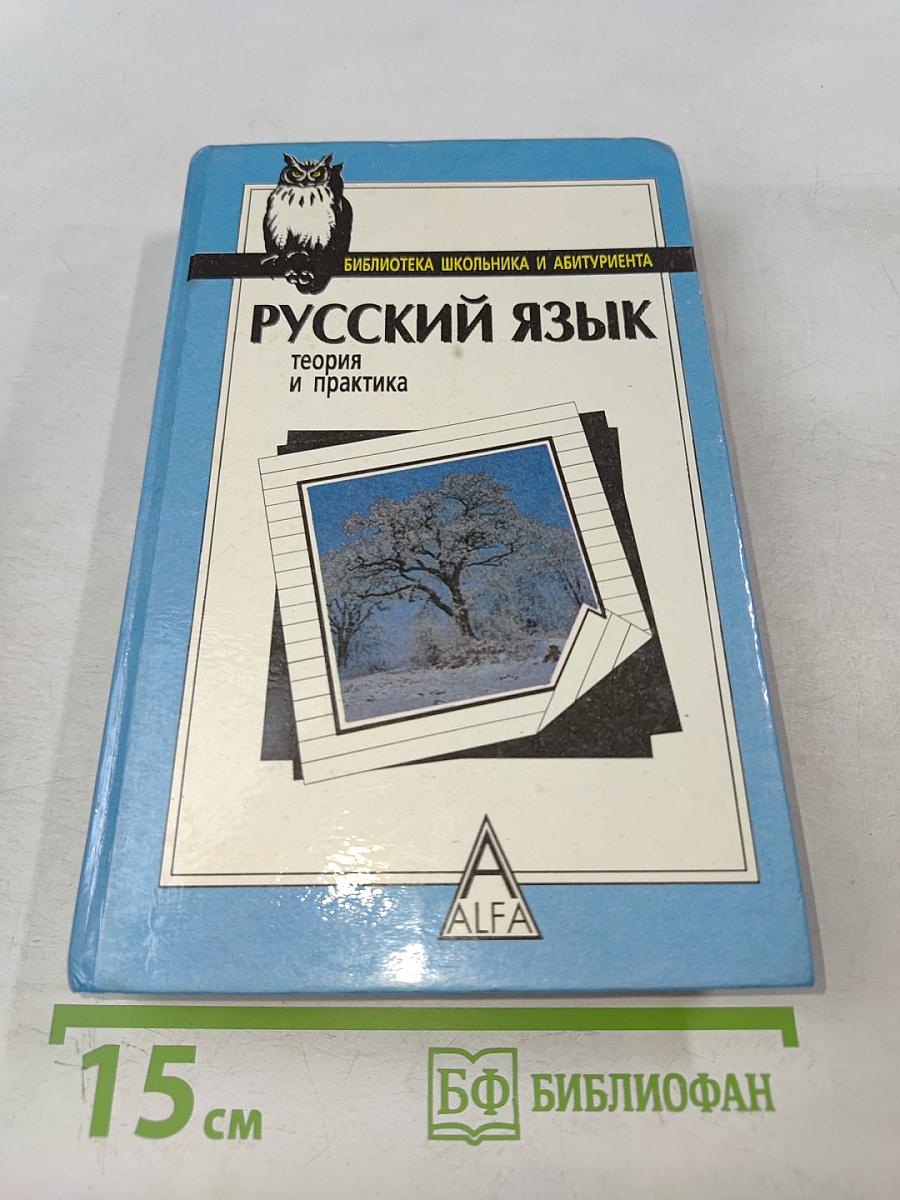 БИБЛИОТЕКА ШКОЛЬНИКА И АБИТУРИЕНТА
РУССКИЙ ЯЗЫК
теория
и практика
A
ALFA
15 см
БФ БИБЛИОФАН